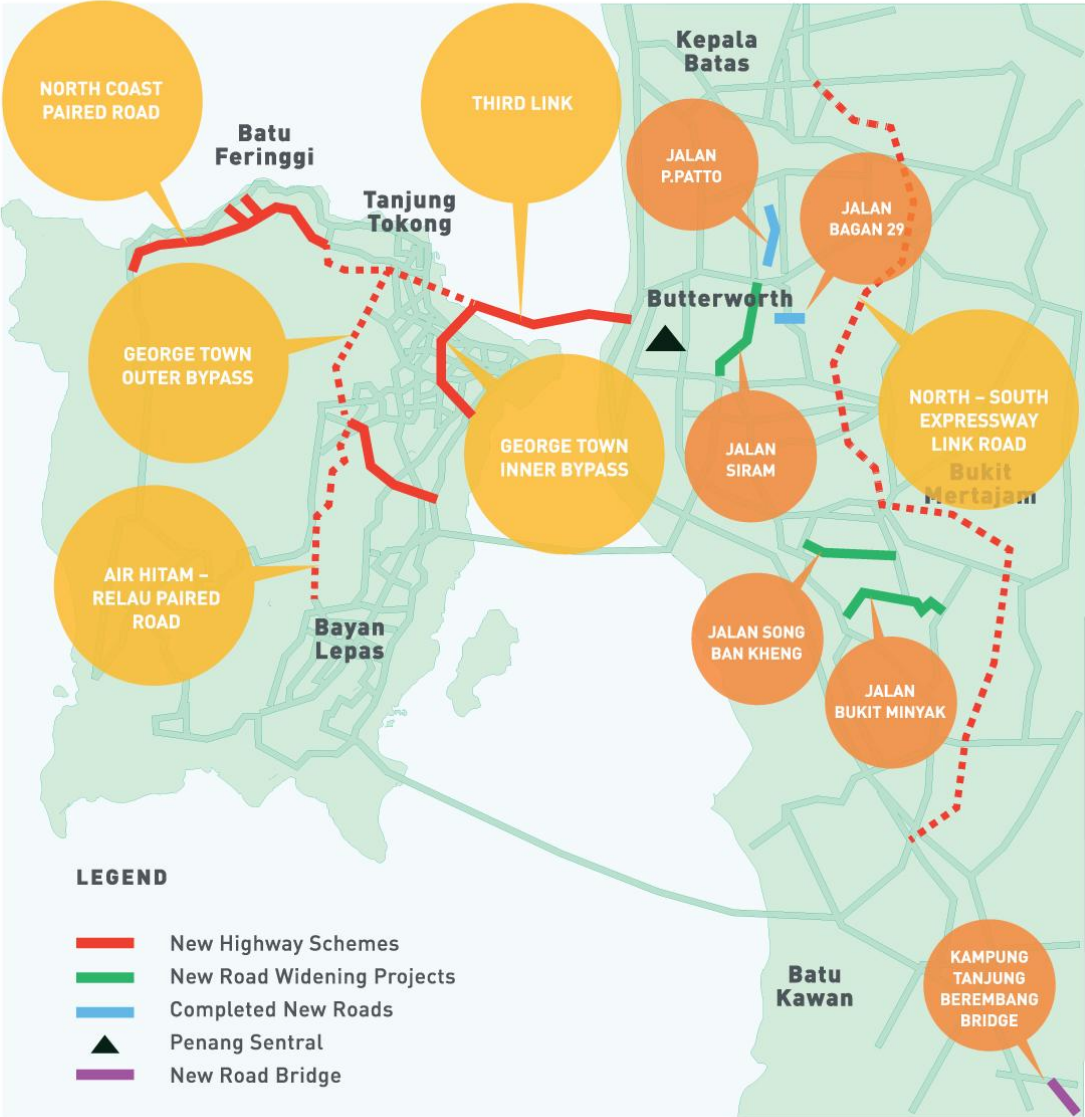 NORTH COAST
PAIRED ROAD
Batu
Feringgi
THIRD LINK
Kepala
Batas
JALAN
P.PATTO
Tanjung
Tokong
JALAN
BAGAN 29
Butterworth
GEORGE TOWN
OUTER BYPASS
GEORGE TOWN
INNER BYPASS
JALAN
SIRAM
NORTH – SOUTH
EXPRESSWAY
LINK ROAD
Bukit
Mertajam
AIR HITAM –
RELAU PAIRED
ROAD
Bayan
Lepas
JALAN SONG
BAN KHENG
JALAN
BUKIT MINYAK
LEGEND
New Highway Schemes
New Road Widening Projects
Completed New Roads
Penang Sentral
New Road Bridge
Batu
Kawan
KAMPUNG
TANJUNG
BEREMBANG
BRIDGE